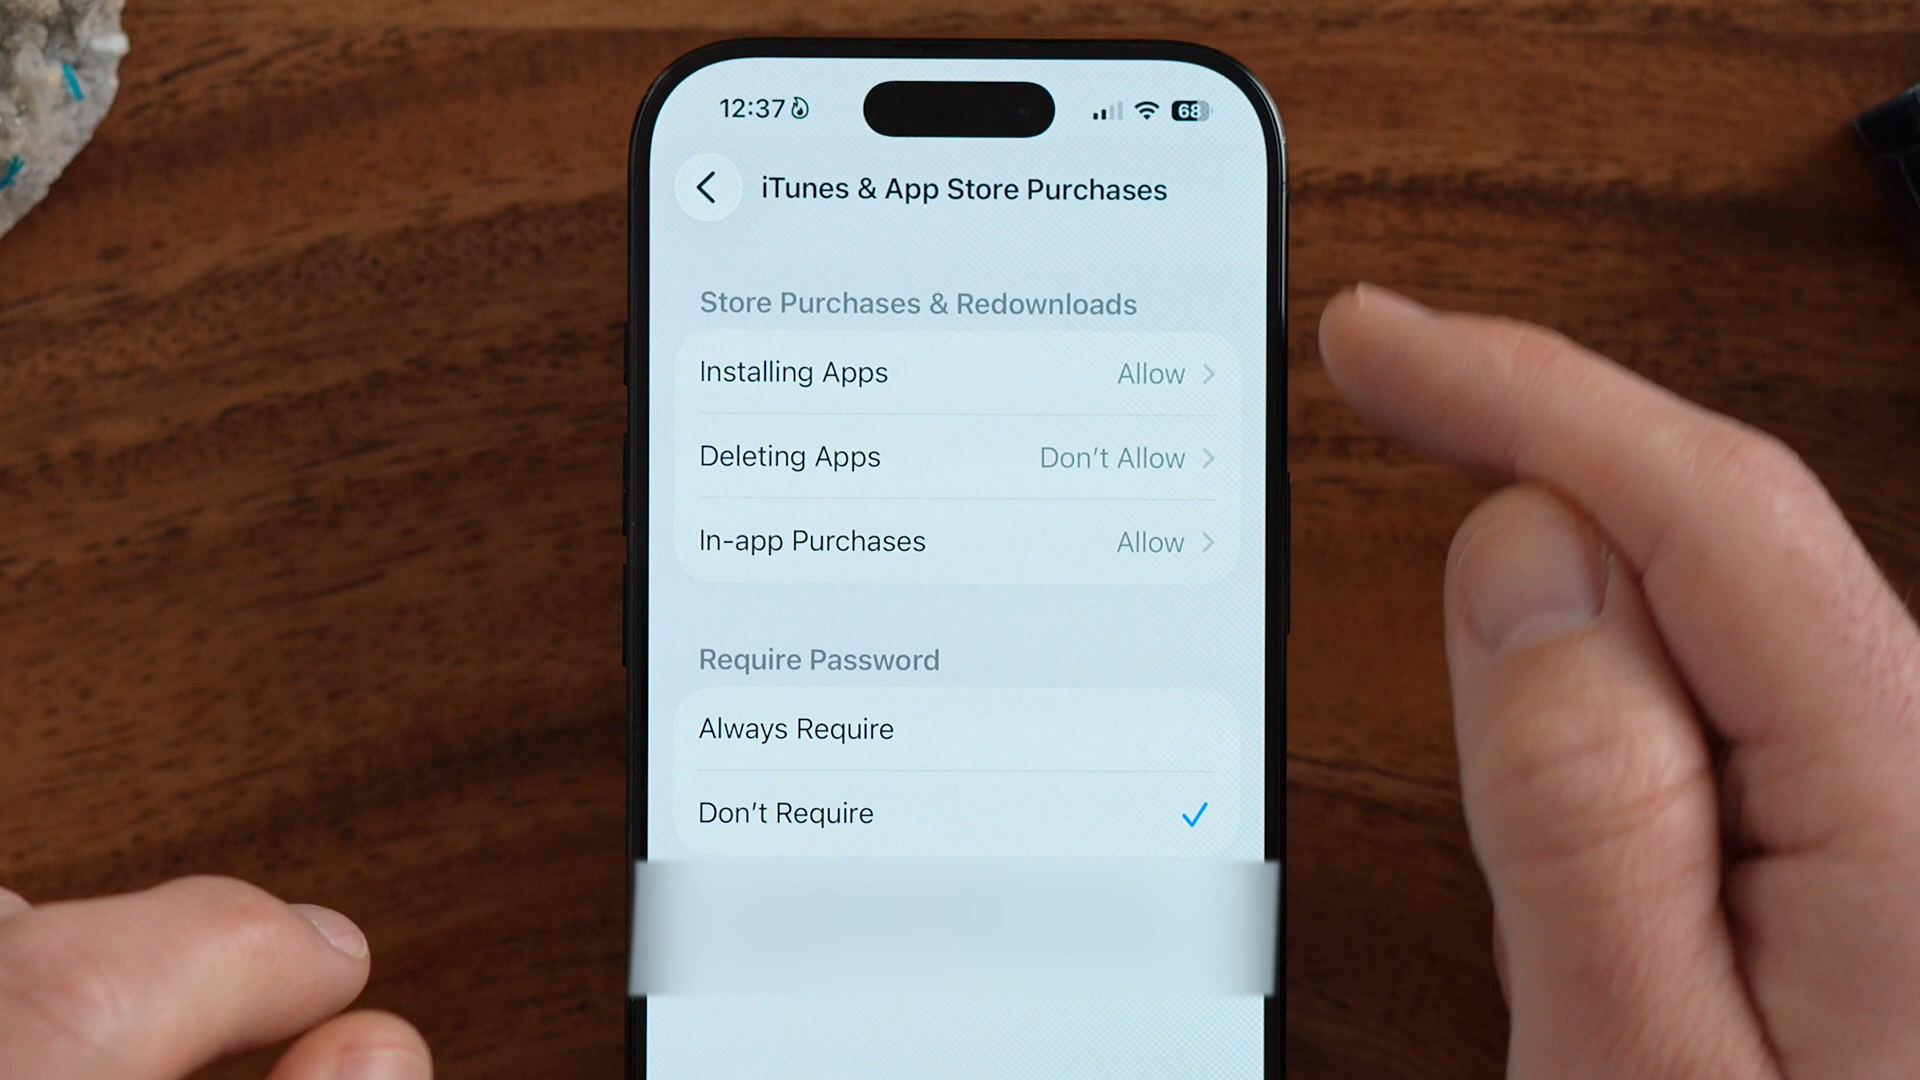 12:37
68
iTunes & App Store Purchases
Store Purchases & Redownloads
Installing Apps Allow
Deleting Apps Don't Allow
In-app Purchases Allow
Require Password
Always Require
Don't Require